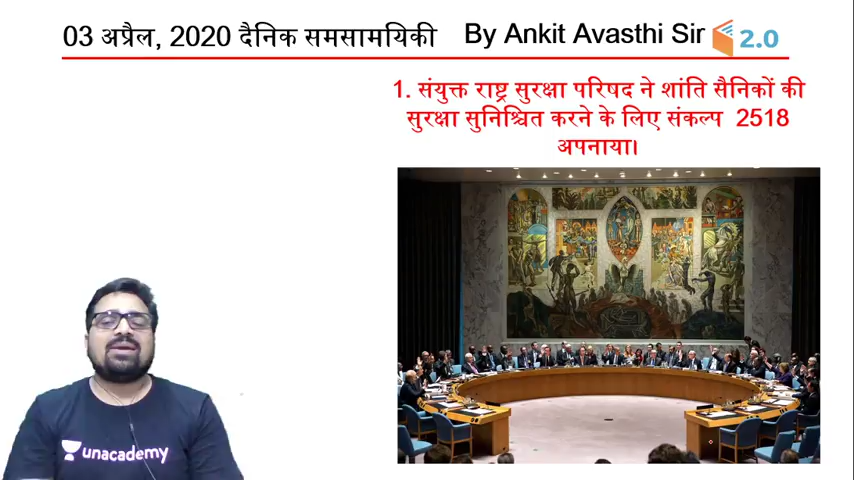 03 अप्रैल, 2020 दैनिक समसामयिकी By Ankit Avasthi Sir 2.0
1. संयुक्त राष्ट्र सुरक्षा परिषद ने शांति सैनिकों की
सुरक्षा सुनिश्चित करने के लिए संकल्प 2518
अपनाया।
unacademy